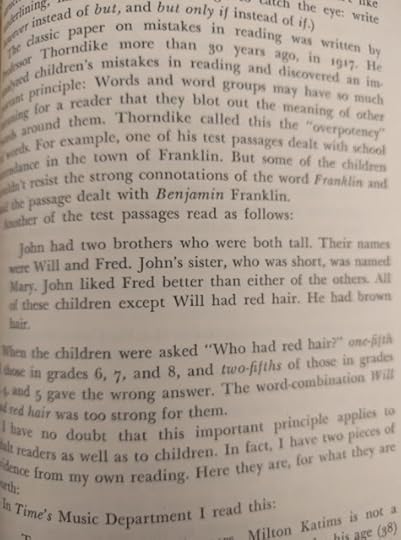 derlining,
instead of but, and but only if instead of if.)
The classic paper on mistakes in reading was written by
Thorndike more than 30 years ago, in 1917. He
children's mistakes in reading and discovered an im-
principle: Words and word groups may have so much
for a reader that they blot out the meaning of other
around them. Thorndike called this the "overpotency"
words. For example, one of his test passages dealt with school
in the town of Franklin. But some of the children
resist the strong connotations of the word Franklin and
the passage dealt with Benjamin Franklin.
Another of the test passages read as follows:
John had two brothers who were both tall. Their names
were Will and Fred. John's sister, who was short, was named
Mary. John liked Fred better than either of the others. All
of these children except Will had red hair. He had brown
hair.
When the children were asked "Who had red hair?" one-fifth
those in grades 6, 7, and 8, and two-fifths of those in grades
4, and 5 gave the wrong answer. The word-combination Will
red hair was too strong for them.
I have no doubt that this important principle applies to
readers as well as to children. In fact, I have two pieces of
idence from my own reading. Here they are, for what they are
orth:
In Time's Music Department I read this:
Milton Katims is not a
his age (38)